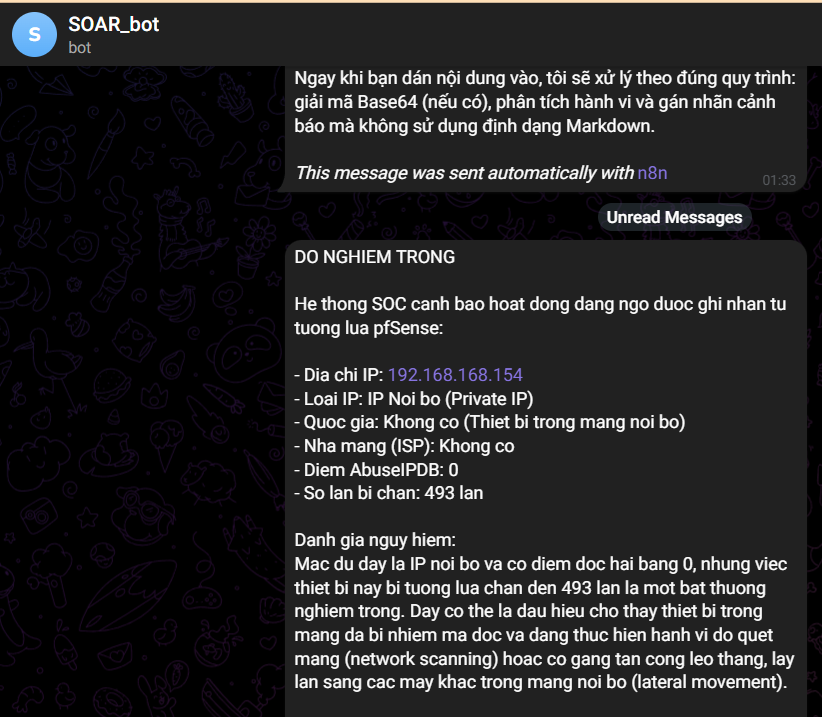 S
SOAR_bot
bot
Ngay khi bạn dán nội dung vào, tôi sẽ xử lý theo đúng quy trình:
giải mã Base64 (nếu có), phân tích hành vi và gán nhãn cảnh
báo mà không sử dụng định dạng Markdown.
This message was sent automatically with n8n
01:33
Unread Messages
DO NGHIEM TRONG
He thong SOC canh bao hoat dong dang ngo duoc ghi nhan tu
tuong lua pfSense:
- Dia chi IP: 192.168.168.154
- Loai IP: IP Noi bo (Private IP)
- Quoc gia: Khong co (Thiet bi trong mang noi bo)
- Nha mang (ISP): Khong co
- Diem AbuseIPDB: 0
- So lan bi chan: 493 lan
Danh gia nguy hiem:
Mac du day la IP noi bo va co diem doc hai bang 0, nhung viec
thiet bi nay bi tuong lua chan den 493 lan la mot bat thuong
nghiem trong. Day co the la dau hieu cho thay thiet bi trong
mang da bi nhiem ma doc va dang thuc hien hanh vi do quet
mang (network scanning) hoac co gang tan cong leo thang, lay
lan sang cac may khac trong mang noi bo (lateral movement).